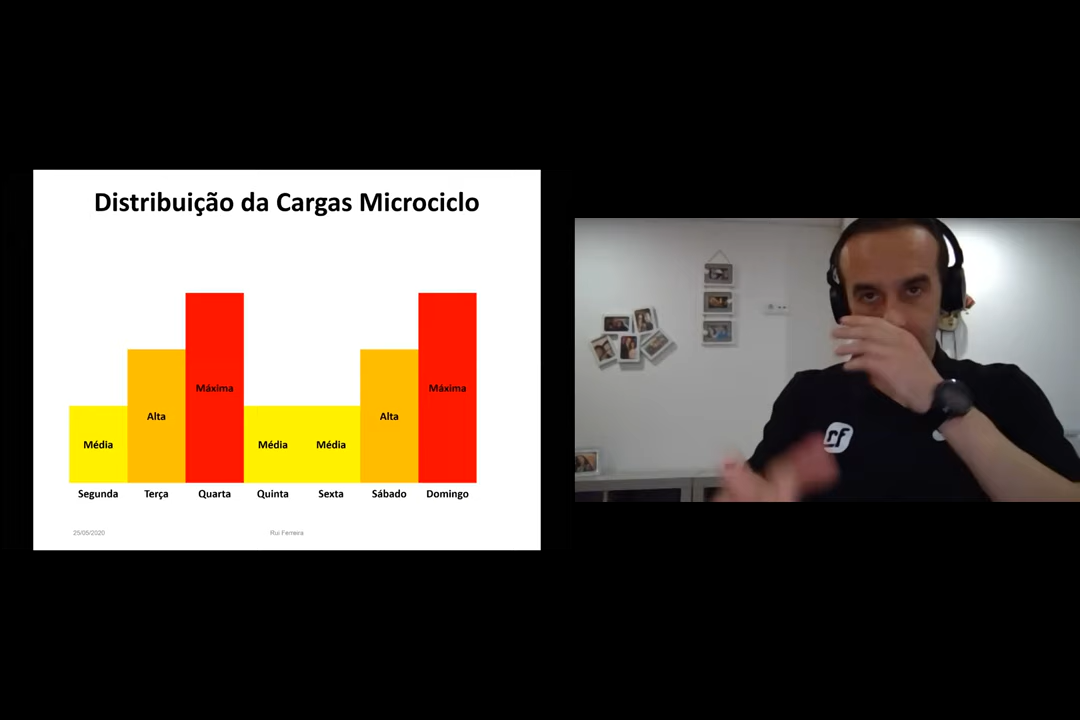 Distribuição da Cargas Microciclo
Máxima
Máxima
Alta
Alta
Média
Média
Média
Segunda
Terça
Quarta
Quinta
Sexta
Sábado
Domingo
25/05/2020
Rui Ferreira
rf